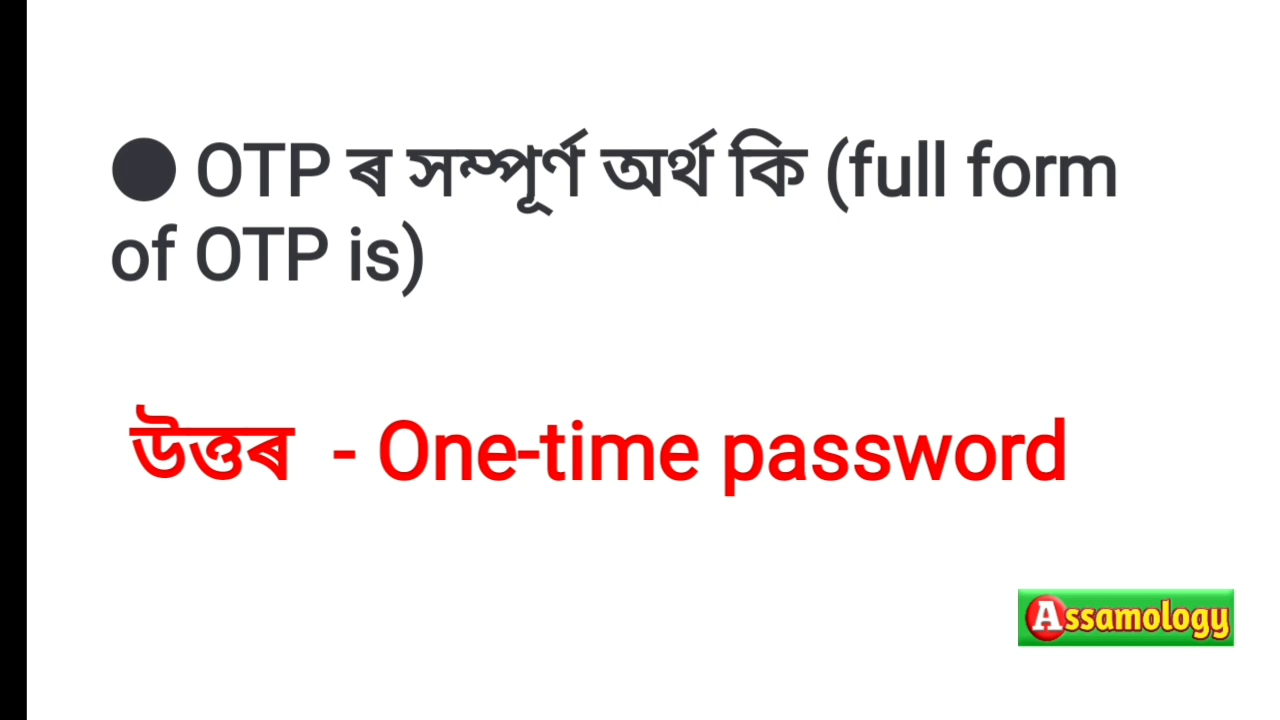 ● OTP ৰ সম্পূৰ্ণ অৰ্থ কি (full form
of OTP is)
উত্তৰ - One-time password
Assamology